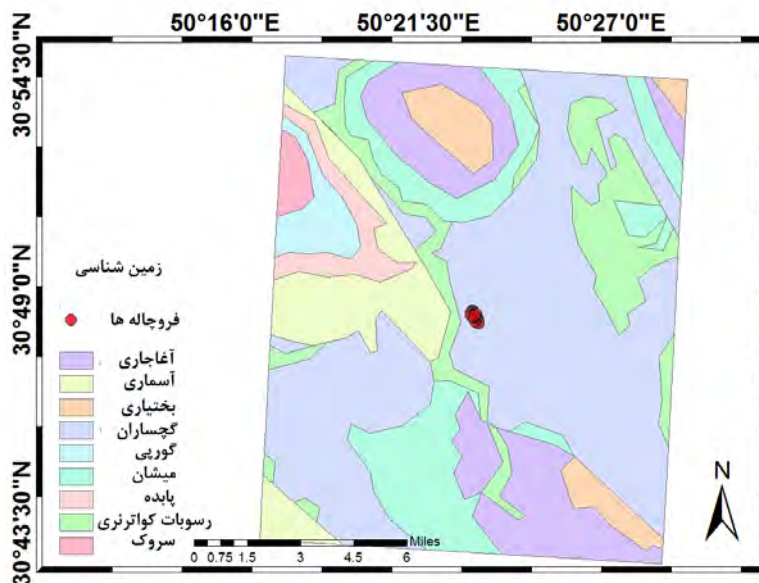 50°16'0"E 50°21'30"E 50°27'0"E
30°54'30"N
30°49'0"N
30°43'30"N
زمین شناسی
فروچاله ها
آغاجاری
آسماری
بختیاری
گچساران
گورپی
میشان
پابده
رسوبات کواترنری
سروک
N
Miles
0 0.75 1.5 3 4.5 6